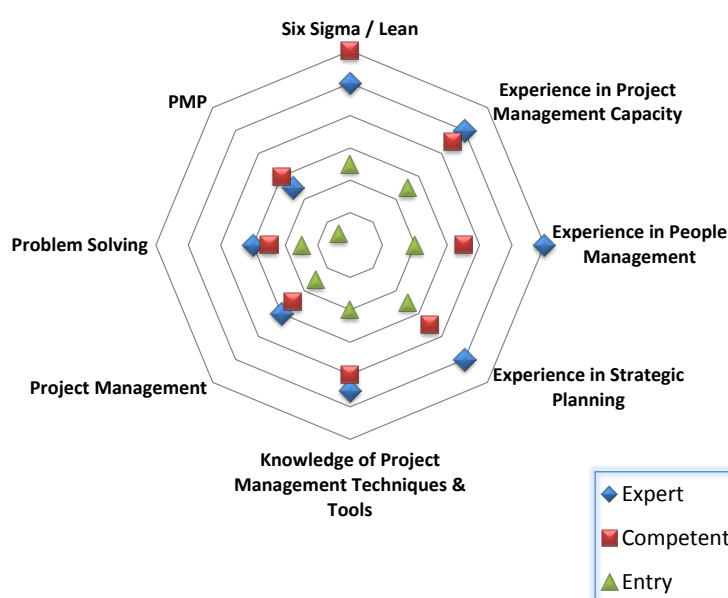 Six Sigma / Lean
PMP
Experience in Project
Management Capacity
Problem Solving
Experience in People
Management
Project Management
Experience in Strategic
Planning
Knowledge of Project
Management Techniques &
Tools
Expert
Competent
Entry